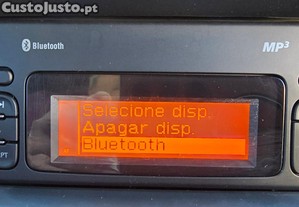 CustoJusto.pt
Bluetooth
MP3
Selecione disp.
Apagar disp.
Bluetooth